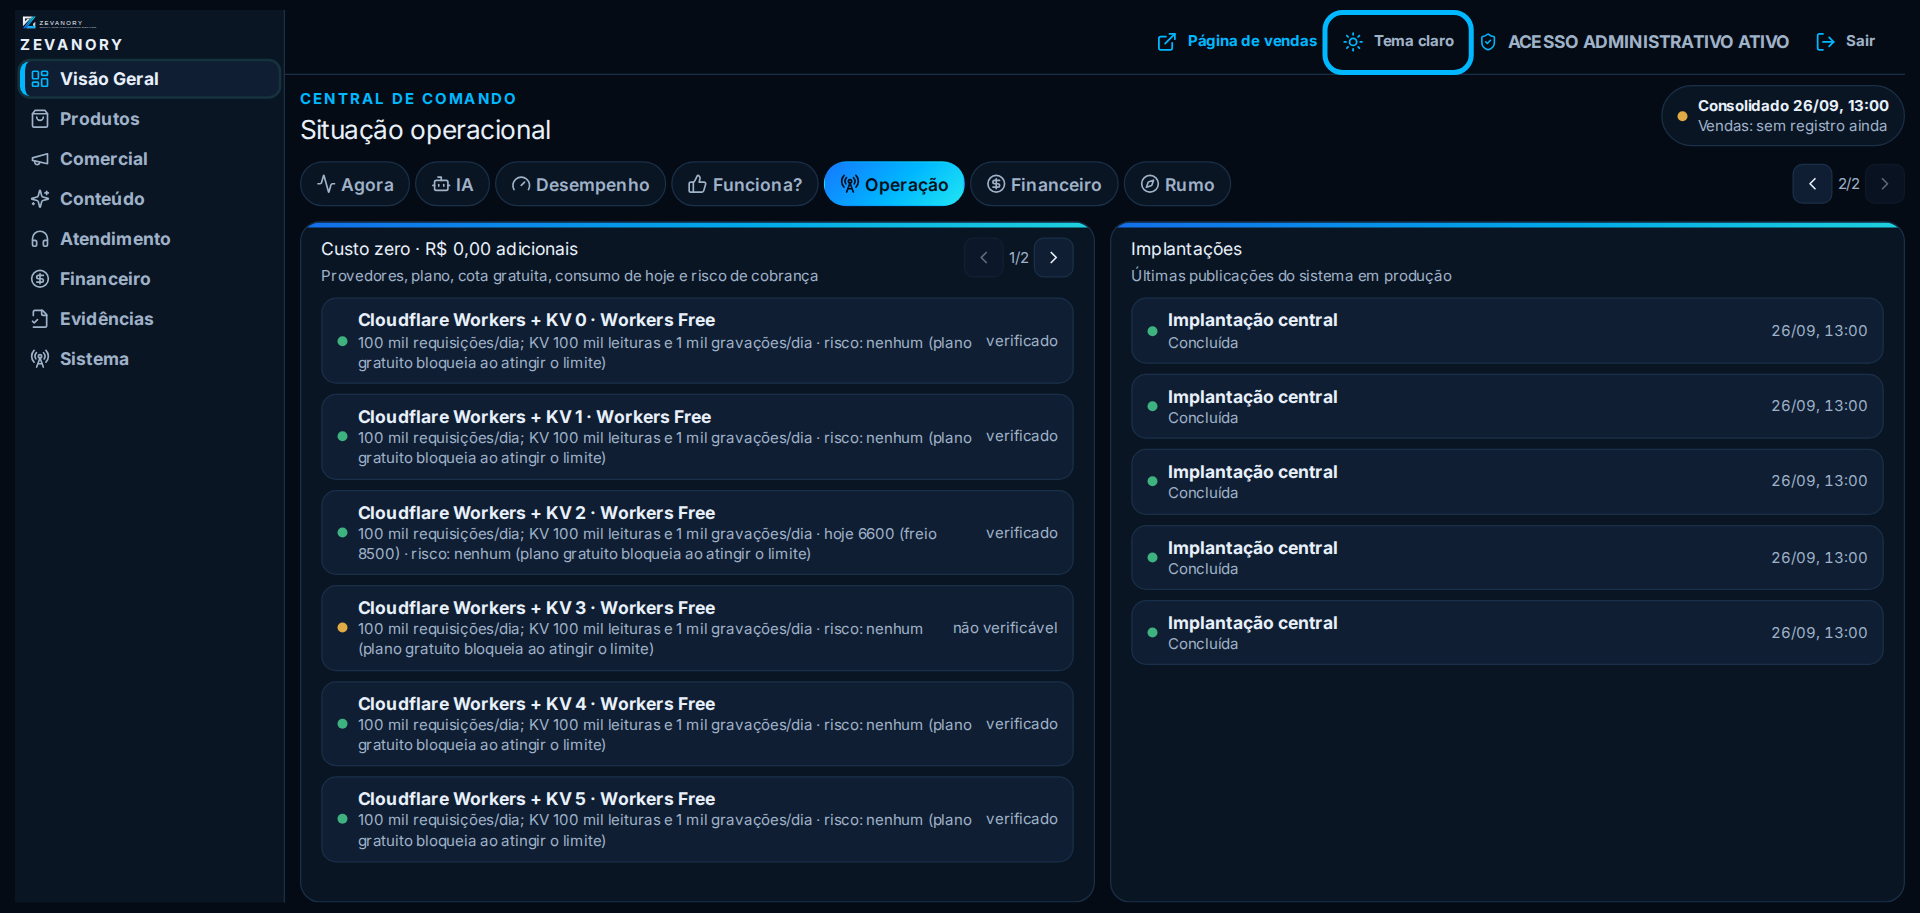 ZEVANORY
ZEVANORY
Visão Geral
Produtos
Comercial
Conteúdo
Atendimento
Financeiro
Evidências
Sistema
Página de vendas
Tema claro
ACESSO ADMINISTRATIVO ATIVO
Sair
CENTRAL DE COMANDO
Situação operacional
Consolidado 26/09, 13:00
Vendas: sem registro ainda
Agora
IA
Desempenho
Funciona?
Operação
Financeiro
Rumo
2/2
Custo zero · R$ 0,00 adicionais
Provedores, plano, cota gratuita, consumo de hoje e risco de cobrança
1/2
Cloudflare Workers + KV 0 · Workers Free
100 mil requisições/dia; KV 100 mil leituras e 1 mil gravações/dia · risco: nenhum (plano
gratuito bloqueia ao atingir o limite)
verificado
Cloudflare Workers + KV 1 · Workers Free
100 mil requisições/dia; KV 100 mil leituras e 1 mil gravações/dia · risco: nenhum (plano
gratuito bloqueia ao atingir o limite)
verificado
Cloudflare Workers + KV 2 · Workers Free
100 mil requisições/dia; KV 100 mil leituras e 1 mil gravações/dia · hoje 6600 (freio
8500) · risco: nenhum (plano gratuito bloqueia ao atingir o limite)
verificado
Cloudflare Workers + KV 3 · Workers Free
100 mil requisições/dia; KV 100 mil leituras e 1 mil gravações/dia · risco: nenhum
(plano gratuito bloqueia ao atingir o limite)
não verificável
Cloudflare Workers + KV 4 · Workers Free
100 mil requisições/dia; KV 100 mil leituras e 1 mil gravações/dia · risco: nenhum (plano
gratuito bloqueia ao atingir o limite)
verificado
Cloudflare Workers + KV 5 · Workers Free
100 mil requisições/dia; KV 100 mil leituras e 1 mil gravações/dia · risco: nenhum (plano
gratuito bloqueia ao atingir o limite)
verificado
Implantações
Últimas publicações do sistema em produção
Implantação central
Concluída
26/09, 13:00
Implantação central
Concluída
26/09, 13:00
Implantação central
Concluída
26/09, 13:00
Implantação central
Concluída
26/09, 13:00
Implantação central
Concluída
26/09, 13:00